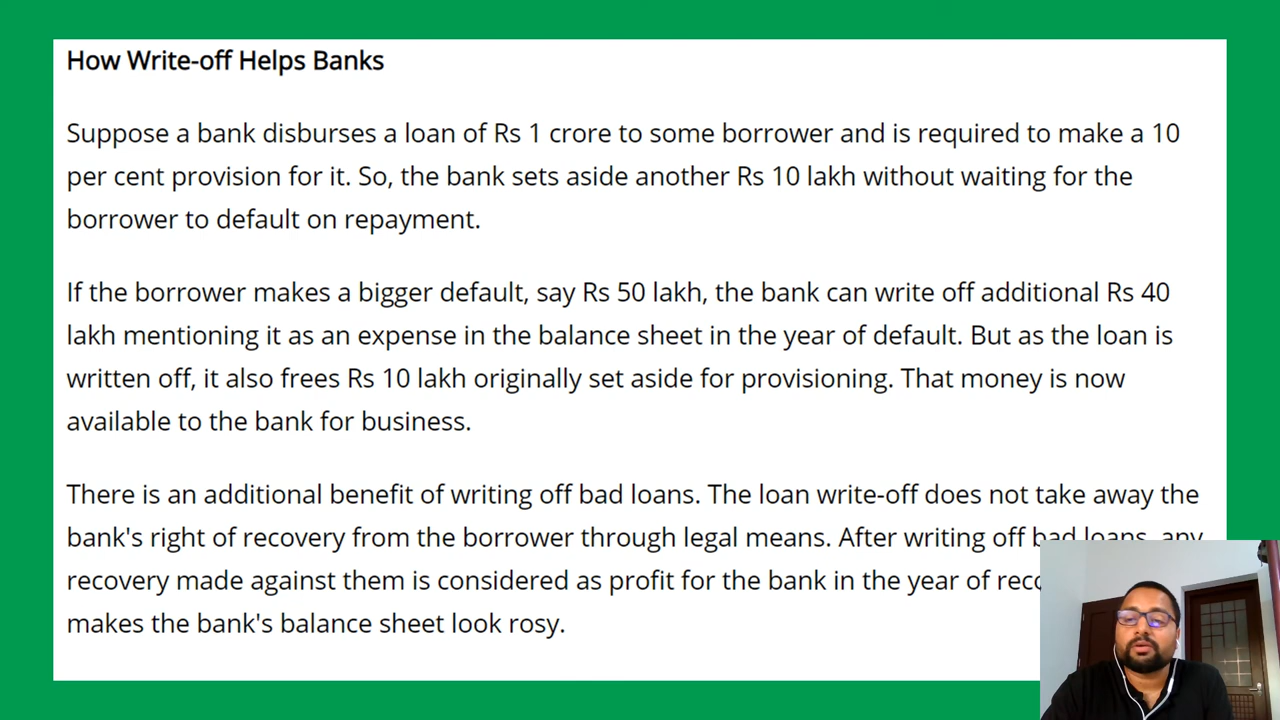 How Write-off Helps Banks
Suppose a bank disburses a loan of Rs 1 crore to some borrower and is required to make a 10
per cent provision for it. So, the bank sets aside another Rs 10 lakh without waiting for the
borrower to default on repayment.
If the borrower makes a bigger default, say Rs 50 lakh, the bank can write off additional Rs 40
lakh mentioning it as an expense in the balance sheet in the year of default. But as the loan is
written off, it also frees Rs 10 lakh originally set aside for provisioning. That money is now
available to the bank for business.
There is an additional benefit of writing off bad loans. The loan write-off does not take away the
bank's right of recovery from the borrower through legal means. After writing off bad loans, any
recovery made against them is considered as profit for the bank in the year of
makes the bank's balance sheet look rosy.